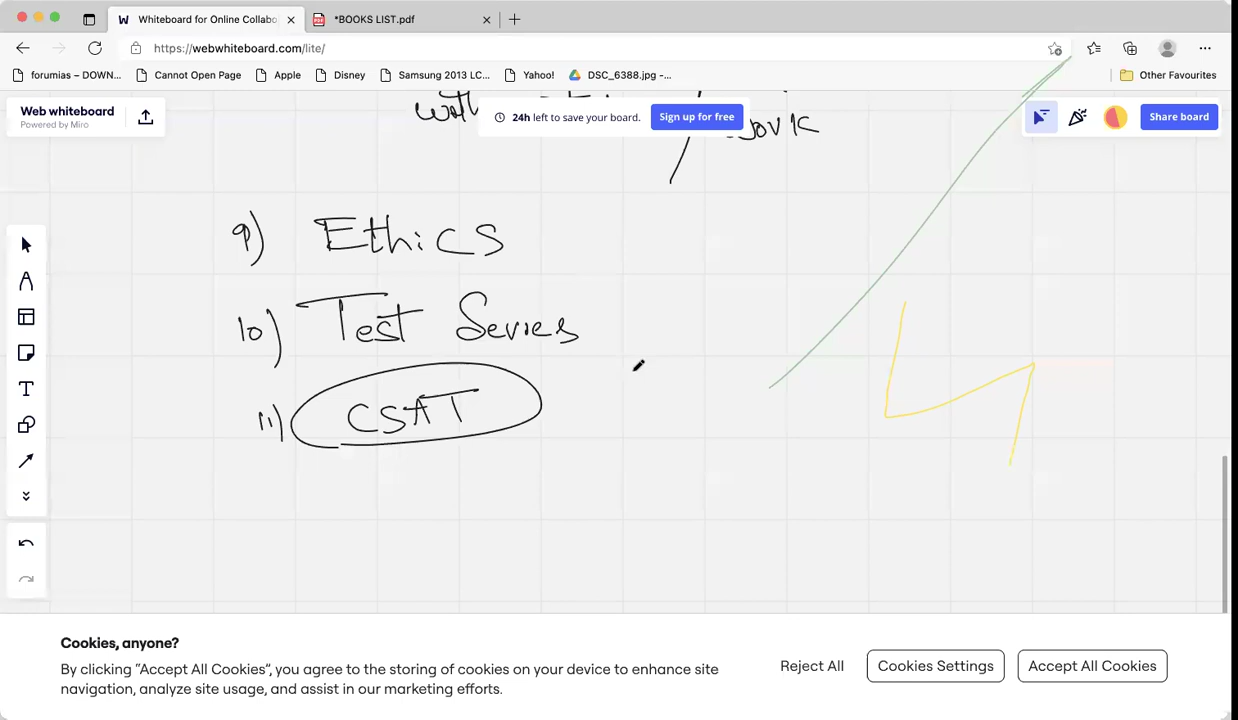 Whiteboard for Online Collabo
*BOOKS LIST.pdf
https://webwhiteboard.com/lite/
forumias – DOWN...
Cannot Open Page
Apple
Disney
Samsung 2013 LC...
Yahoo!
DSC_6388.jpg -...
Other Favourites
Web whiteboard
Powered by Miro
24h left to save your board.
Sign up for free
Share board
9) Ethics
10) Test Series
11) CSAT
Cookies, anyone?
By clicking “Accept All Cookies”, you agree to the storing of cookies on your device to enhance site
navigation, analyze site usage, and assist in our marketing efforts.
Reject All
Cookies Settings
Accept All Cookies